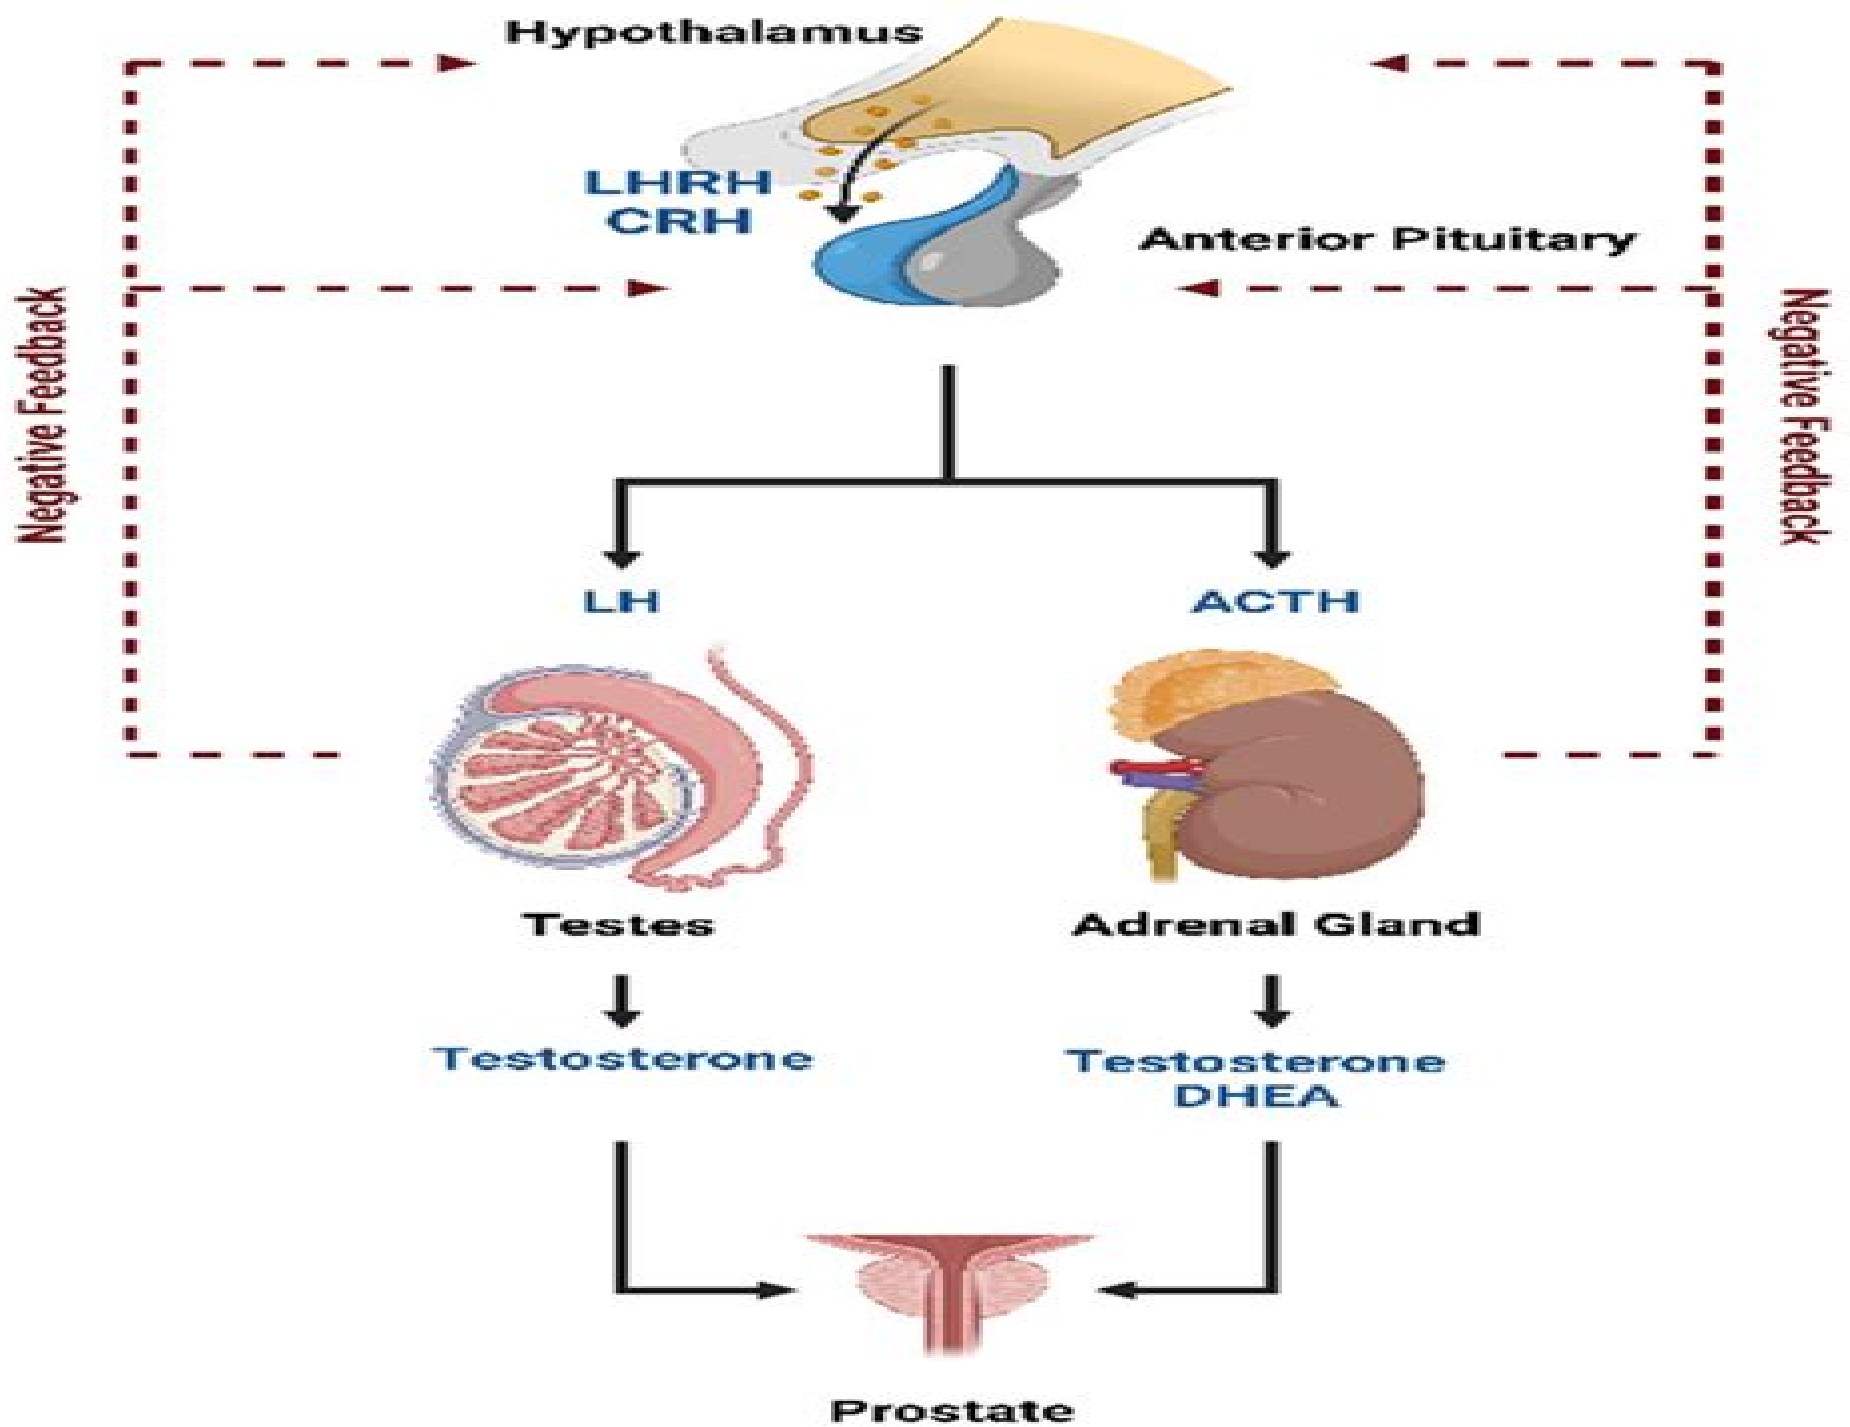 Hypothalamus
LHRH
CRH
Anterior Pituitary
Negative Feedback
Negative Feedback
LH
ACTH
Testes
Adrenal Gland
Testosterone
Testosterone
DHEA
Prostate